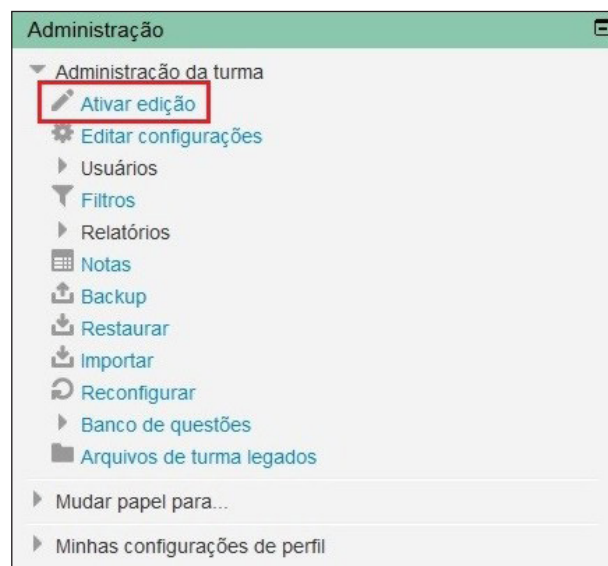 Administração
Administração da turma
Ativar edição
Editar configurações
Usuários
Filtros
Relatórios
Notas
Backup
Restaurar
Importar
Reconfigurar
Banco de questões
Arquivos de turma legados
Mudar papel para...
Minhas configurações de perfil